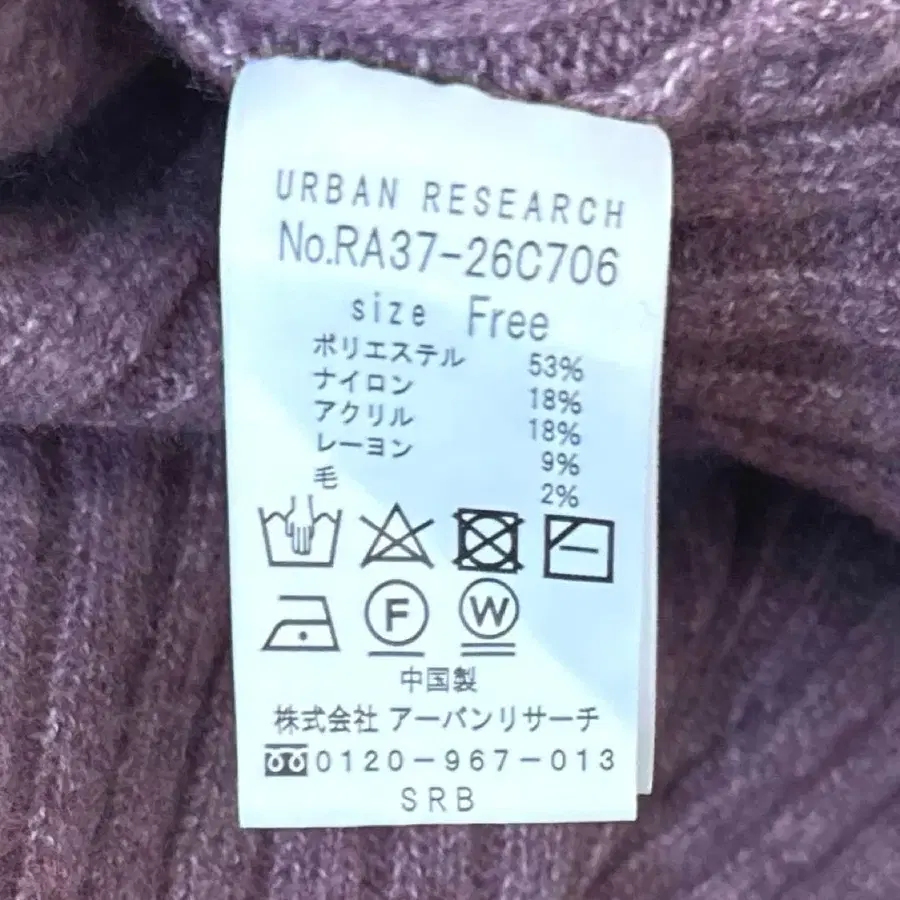 URBAN RESEARCH
No.RA37-26C706
size Free
ポリエステル 53%
ナイロン 18%
アクリル 18%
レーヨン 9%
毛 2%
F W
中国製
株式会社 アーバンリサーチ
0120-967-013
SRB